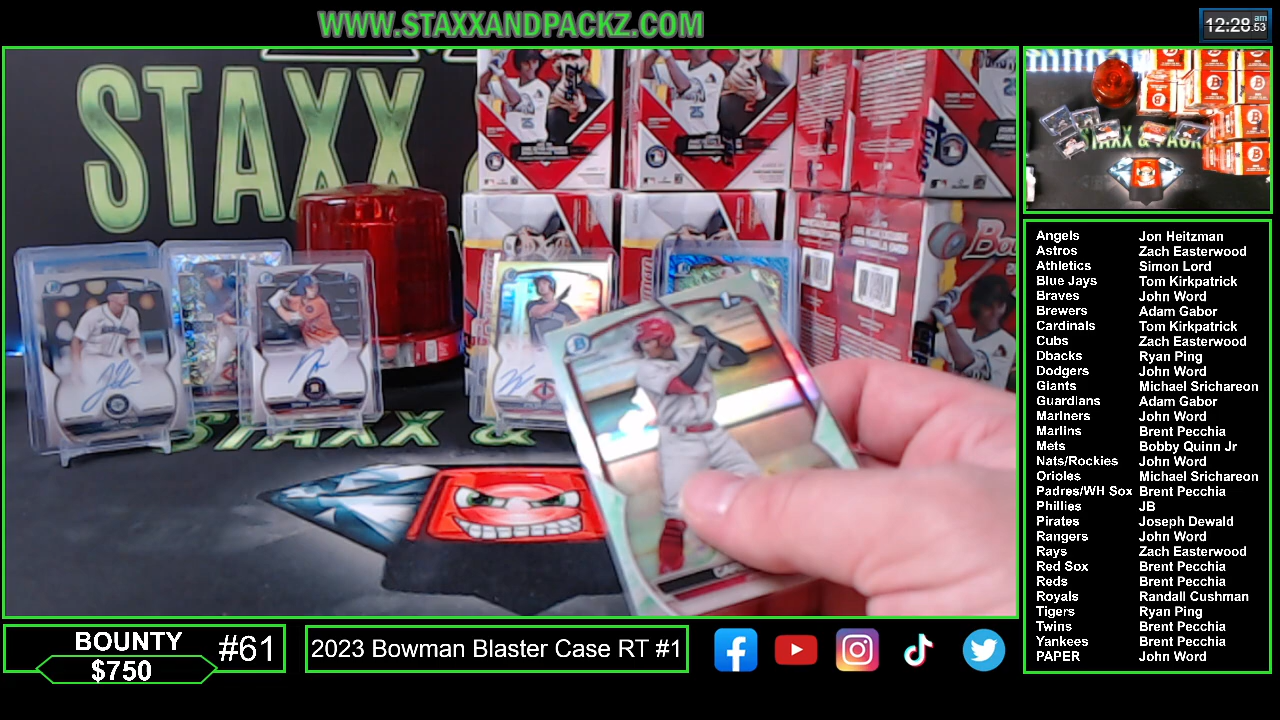 WWW.STAXXANDPACKZ.COM
12:28 am
.53
STAXX
STAXX &
Angels Jon Heitzman
Astros Zach Easterwood
Athletics Simon Lord
Blue Jays Tom Kirkpatrick
Braves John Word
Brewers Adam Gabor
Cardinals Tom Kirkpatrick
Cubs Zach Easterwood
Dbacks Ryan Ping
Dodgers John Word
Giants Michael Srichareon
Guardians Adam Gabor
Mariners John Word
Marlins Brent Pecchia
Mets Bobby Quinn Jr
Nats/Rockies John Word
Orioles Michael Srichareon
Padres/WH Sox Brent Pecchia
Phillies JB
Pirates Joseph Dewald
Rangers John Word
Rays Zach Easterwood
Red Sox Brent Pecchia
Reds Brent Pecchia
Royals Randall Cushman
Tigers Ryan Ping
Twins Brent Pecchia
Yankees Brent Pecchia
PAPER John Word
BOUNTY
$750
#61
2023 Bowman Blaster Case RT #1